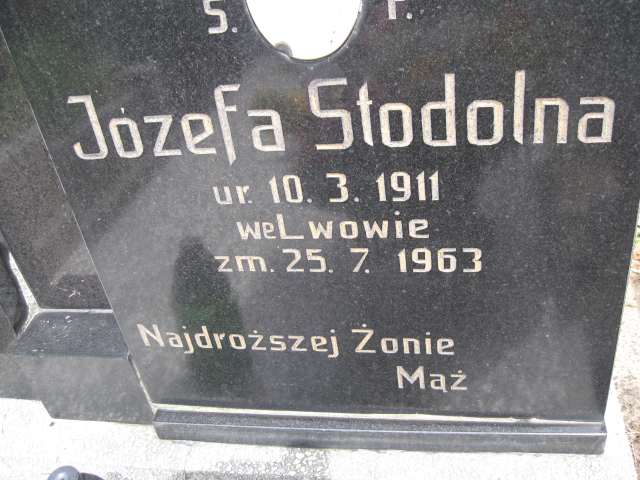 Ś. P.
Józefa Stodolna
ur. 10. 3. 1911
we Lwowie
zm. 25. 7. 1963
Najdroższej Żonie
Mąż